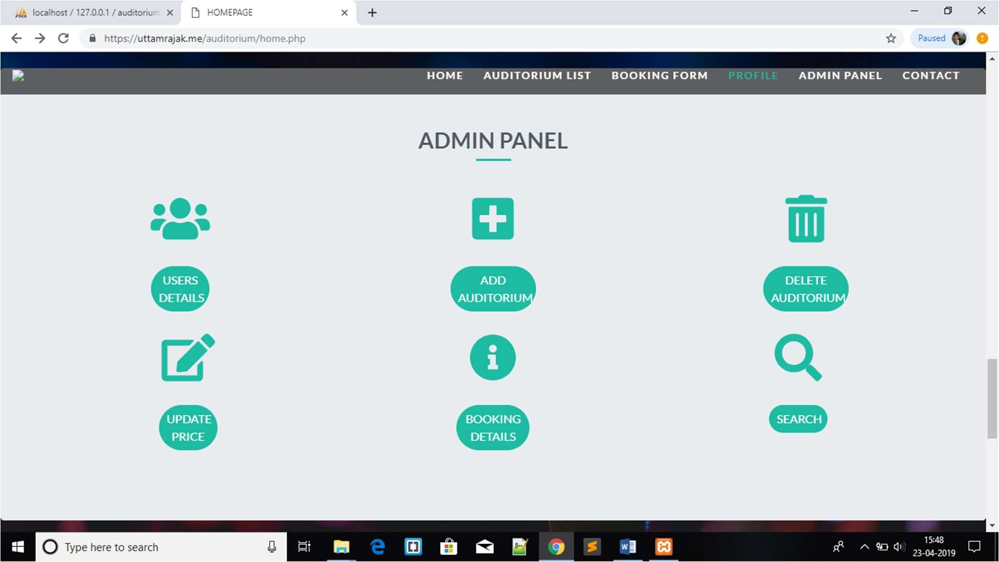 localhost / 127.0.0.1 / auditorium
HOMEPAGE
https://uttamrajak.me/auditorium/home.php
Paused
HOME AUDITORIUM LIST BOOKING FORM PROFILE ADMIN PANEL CONTACT
ADMIN PANEL
USERS
DETAILS
ADD
AUDITORIUM
DELETE
AUDITORIUM
UPDATE
PRICE
BOOKING
DETAILS
SEARCH
Type here to search
15:48
23-04-2019